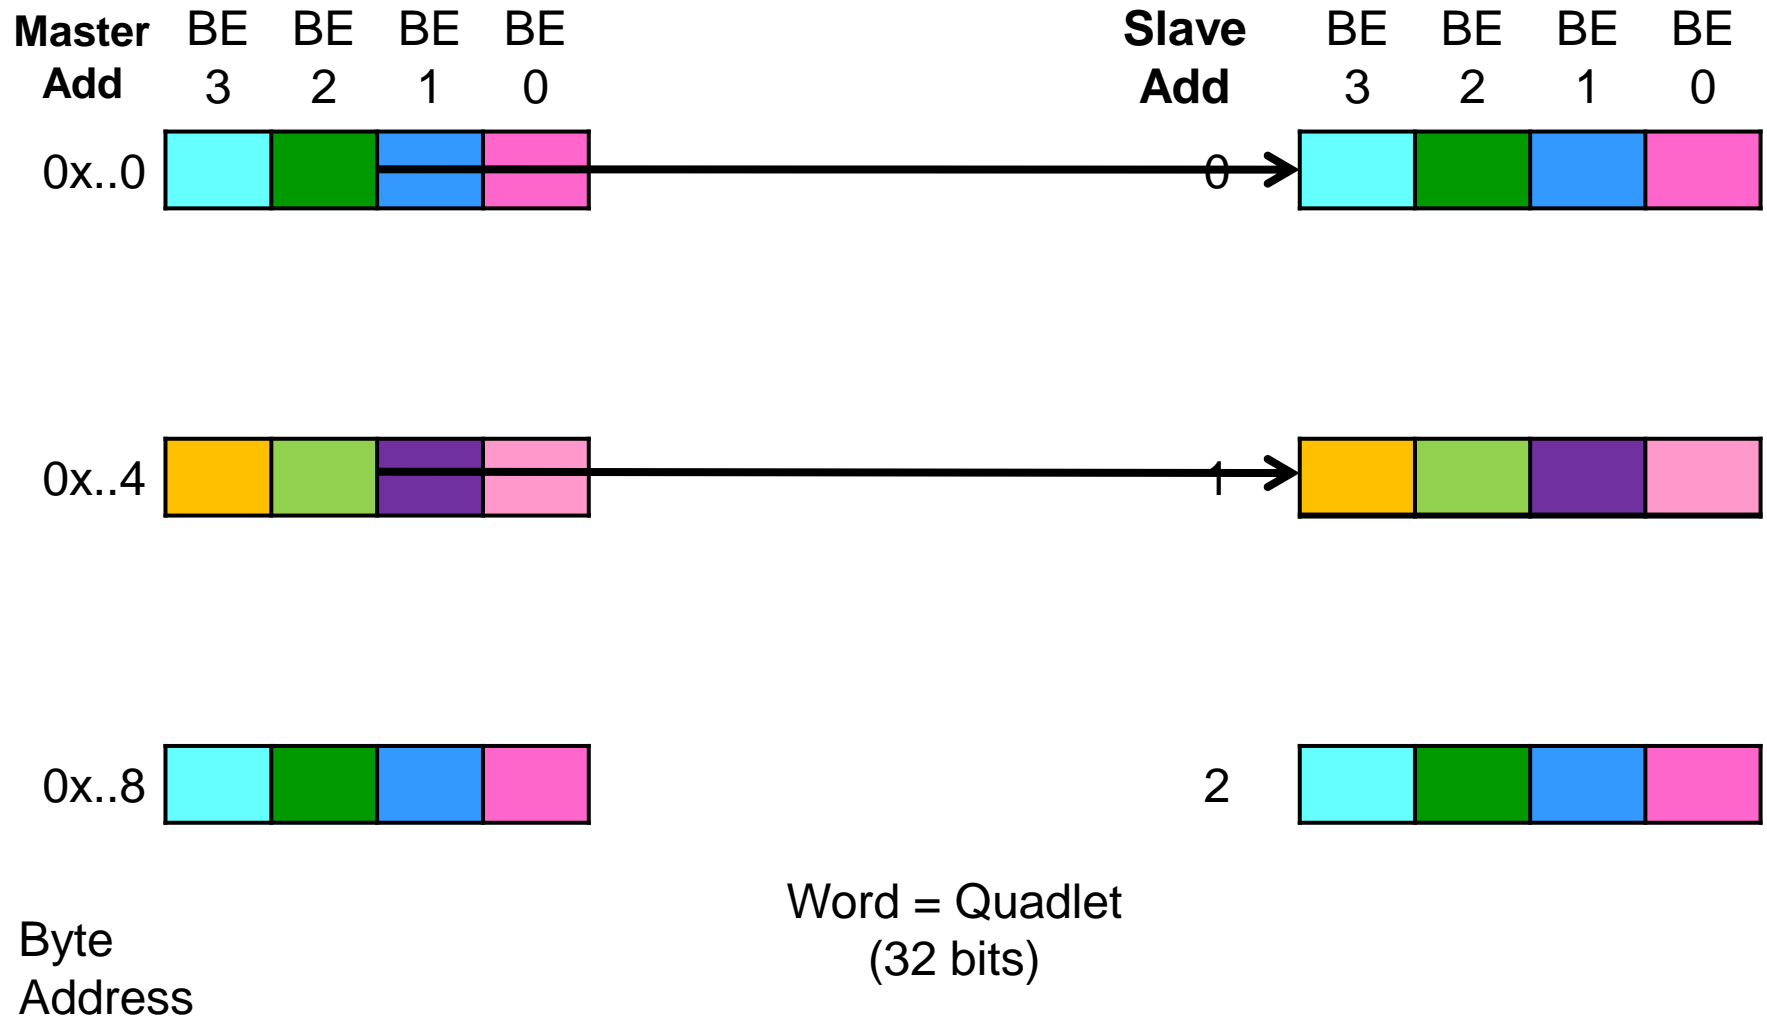 Master BE BE BE BE Slave BE BE BE BE
Add 3 2 1 0 Add 3 2 1 0
0x..0 0
0x..4 1
0x..8 2
Word = Quadlet
(32 bits)
Byte
Address